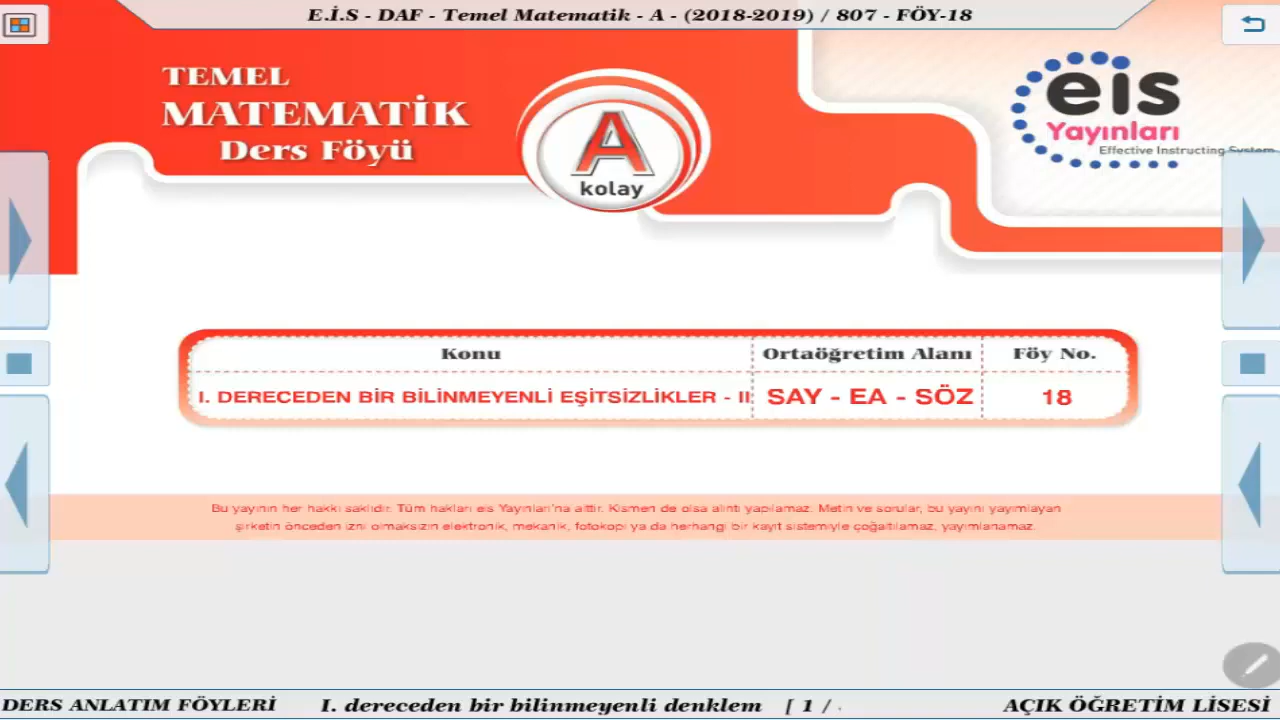 E.İ.S - DAF - Temel Matematik - A - (2018-2019) / 807 - FÖY-18
TEMEL
MATEMATİK
Ders Föyü
A
kolay
eis
Yayınları
Effective Instructing System
Konu
Ortaöğretim Alanı
Föy No.
I. DERECEDEN BİR BİLİNMEYENLİ EŞİTSİZLİKLER - II
SAY - EA - SÖZ
18
Bu yayının her hakkı saklıdır. Tüm hakları eis Yayınları'na aittir. Kısmen de olsa alıntı yapılamaz. Metin ve sorular, bu yayını yayımlayan
şirketin önceden izni olmaksızın elektronik, mekanik, fotokopi ya da herhangi bir kayıt sistemiyle çoğaltılamaz, yayımlanamaz.
DERS ANLATIM FÖYLERİ
I. dereceden bir bilinmeyenli denklem [ 1 /
AÇIK ÖĞRETİM LİSESİ